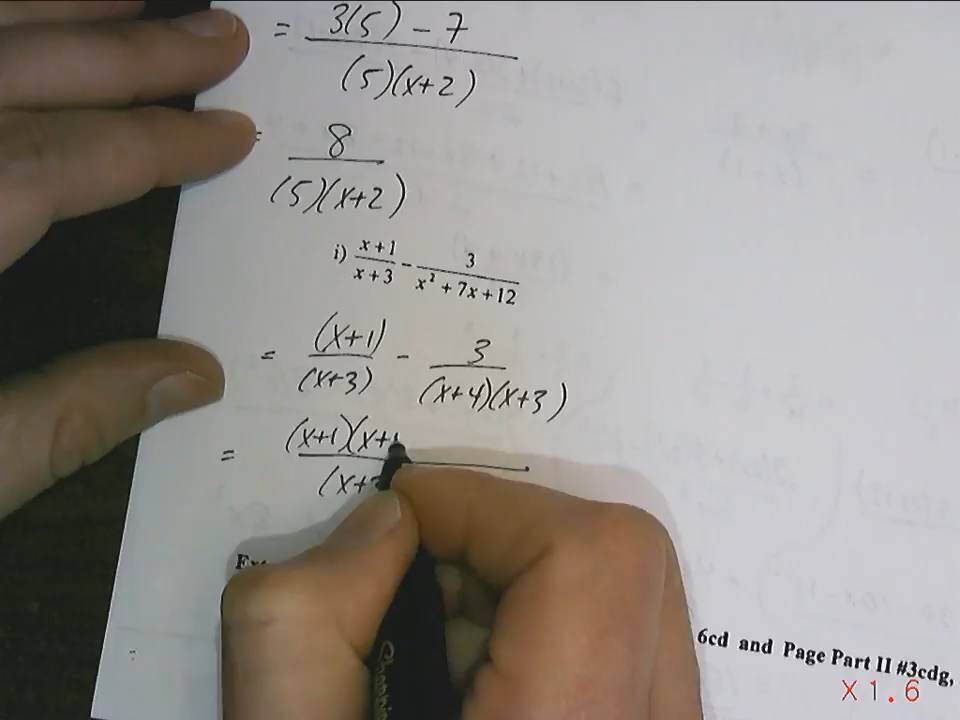 = 3(5) - 7 / (5)(x+2)
= 8 / (5)(x+2)
i) x+1 / x+3 - 3 / x² + 7x + 12
= (x+1) / (x+3) - 3 / (x+4)(x+3)
= (x+1)(x+ / (x+
6cd and Page Part II #3cdg,
X1.6